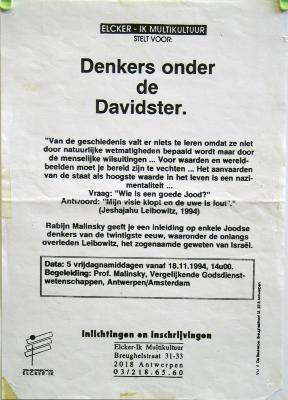 ELCKER - IK MULTIKULTUUR
STELT VOOR:
Denkers onder
de
Davidster.
"Van de geschiedenis valt er niets te leren omdat ze niet
door natuurlijke wetmatigheden bepaald wordt maar door
de menselijke wilsuitingen ... Voor waarden en wereld-
beelden moet je bereid zijn te vechten ... Het aanvaarden
van de staat als hoogste waarde in het leven is een nazi-
mentaliteit ...
Vraag: "Wie is een goede Jood?"
Antwoord: "Mijn visie klopt en de uwe is fout".
(Jeshajahu Leibowitz, 1994)
Rabijn Malinsky geeft je een inleiding op enkele Joodse
denkers van de twintigste eeuw, waaronder de onlangs
overleden Leibowitz, het zogenaamde geweten van Israël.
Data: 5 vrijdagnamiddagen vanaf 18.11.1994, 14u00.
Begeleiding: Prof. Malinsky, Vergelijkende Godsdienst-
wetenschappen, Antwerpen/Amsterdam
Inlichtingen en inschrijvingen
Elcker-Ik Multikultuur
Breughelstraat 31-33
2018 Antwerpen
03/218.65.60
ELCKER-IK